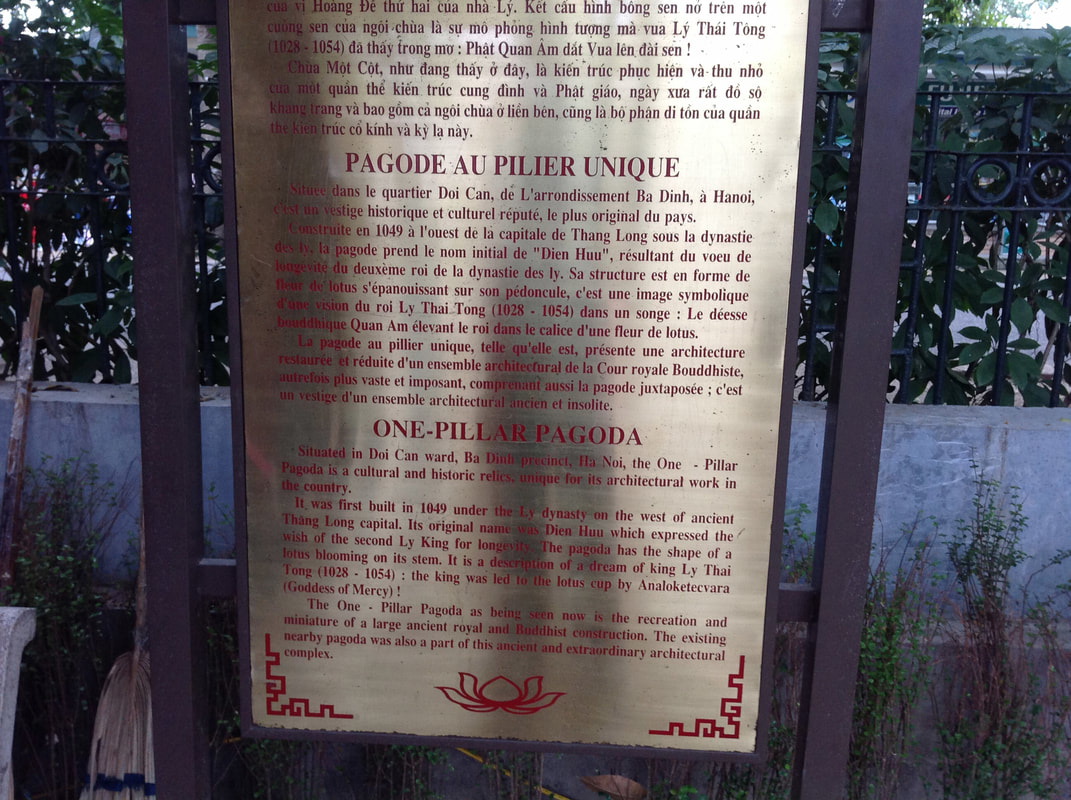 của vị Hoàng Đế thứ hai của nhà Lý. Kết cấu hình bông sen nở trên một
cuống sen của ngôi chùa là sự mô phỏng hình tượng mà vua Lý Thái Tông
(1028 - 1054) đã thấy trong mơ : Phật Quan Âm dắt Vua lên đài sen !
Chùa Một Cột, như đang thấy ở đây, là kiến trúc phục hiện và thu nhỏ
của một quần thể kiến trúc cung đình và Phật giáo, ngày xưa rất đồ sộ
khang trang và bao gồm cả ngôi chùa ở liền bên, cũng là bộ phận di tồn của quần
thể kiến trúc cổ kính và kỳ lạ này.
PAGODE AU PILIER UNIQUE
Située dans le quartier Doi Can, de L'arrondissement Ba Dinh, à Hanoi,
c'est un vestige historique et culturel réputé, le plus original du pays.
Construite en 1049 à l'ouest de la capitale de Thang Long sous la dynastie
des ly, la pagode prend le nom initial de "Dien Huu", résultant du voeu de
longévité du deuxème roi de la dynastie des ly. Sa structure est en forme de
fleur de lotus s'épanouissant sur son pédoncule, c'est une image symbolique
d'une vision du roi Ly Thai Tong (1028 - 1054) dans un songe : Le déesse
bouddhique Quan Am élevant le roi dans le calice d'une fleur de lotus.
La pagode au pillier unique, telle qu'elle est, présente une architecture
restaurée et réduite d'un ensemble architectural de la Cour royale Bouddhiste,
autrefois plus vaste et imposant, comprenant aussi la pagode juxtaposée ; c'est
un vestige d'un ensemble architectural ancien et insolite.
ONE-PILLAR PAGODA
Situated in Doi Can ward, Ba Dinh precinct, Ha Noi, the One - Pillar
Pagoda is a cultural and historic relics, unique for its architectural work in
the country.
It was first built in 1049 under the Ly dynasty on the west of ancient
Thang Long capital. Its original name was Dien Huu which expressed the
wish of the second Ly King for longevity. The pagoda has the shape of a
lotus blooming on its stem. It is a description of a dream of king Ly Thai
Tong (1028 - 1054) : the king was led to the lotus cup by Analoketecvara
(Goddess of Mercy) !
The One - Pillar Pagoda as being seen now is the recreation and
miniature of a large ancient royal and Buddhist construction. The existing
nearby pagoda was also a part of this ancient and extraordinary architectural
complex.